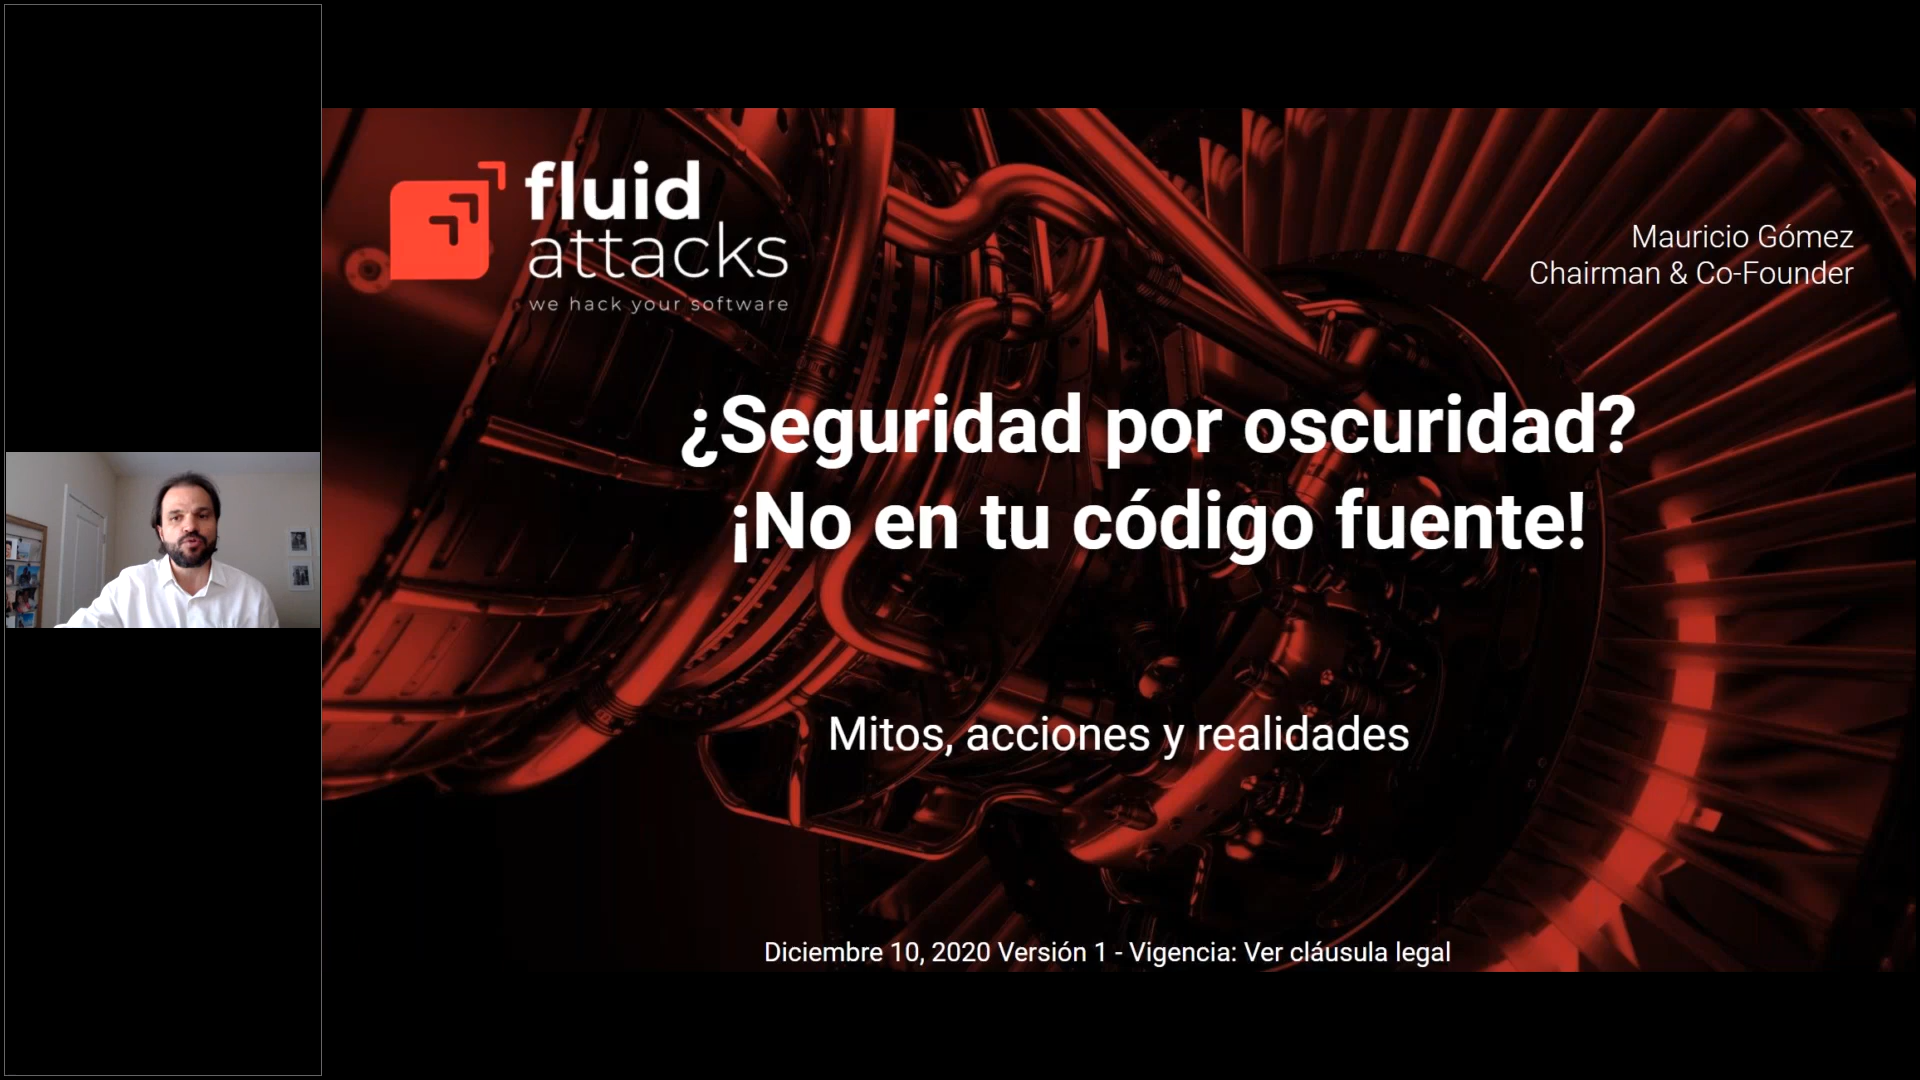 fluid
attacks
we hack your software
Mauricio Gómez
Chairman & Co-Founder
¿Seguridad por oscuridad?
¡No en tu código fuente!
Mitos, acciones y realidades
Diciembre 10, 2020 Versión 1 - Vigencia: Ver cláusula legal